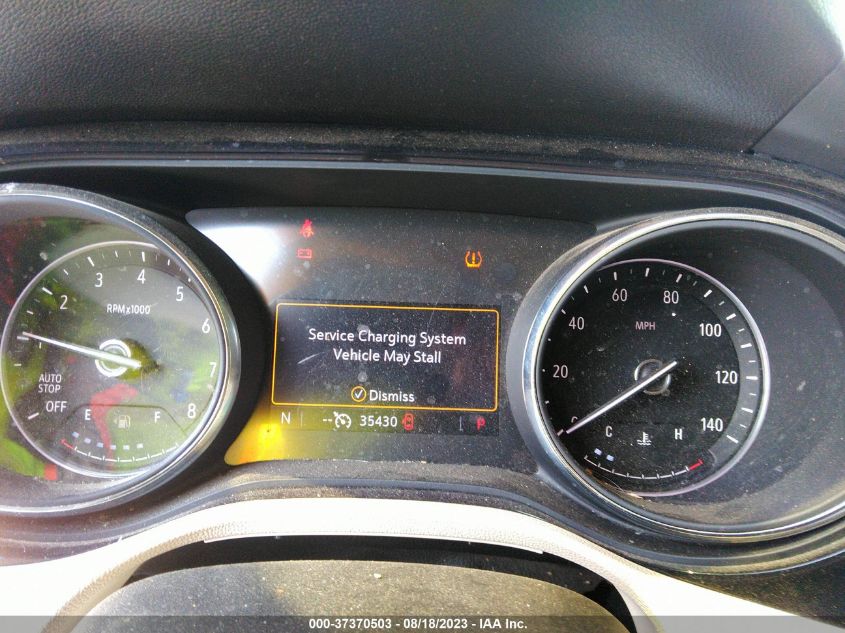 1 2 3 4 5 6 7 8
RPMx1000
AUTO
STOP
OFF
E F
Service Charging System
Vehicle May Stall
Dismiss
N -- 35430 P
20 40 60 80 100 120 140
MPH
C H
000-37370503 - 08/18/2023 - IAA Inc.